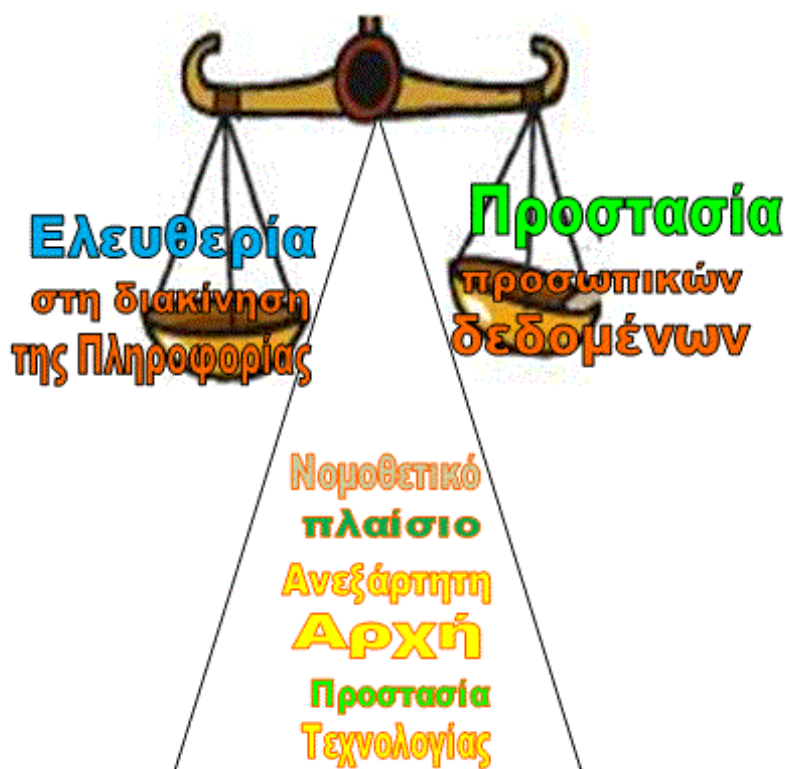 Ελευθερία
στη διακίνηση
της Πληροφορίας
Προστασία
προσωπικών
δεδομένων
Νομοθετικό
πλαίσιο
Ανεξάρτητη
Αρχή
Προστασία
Τεχνολογίας